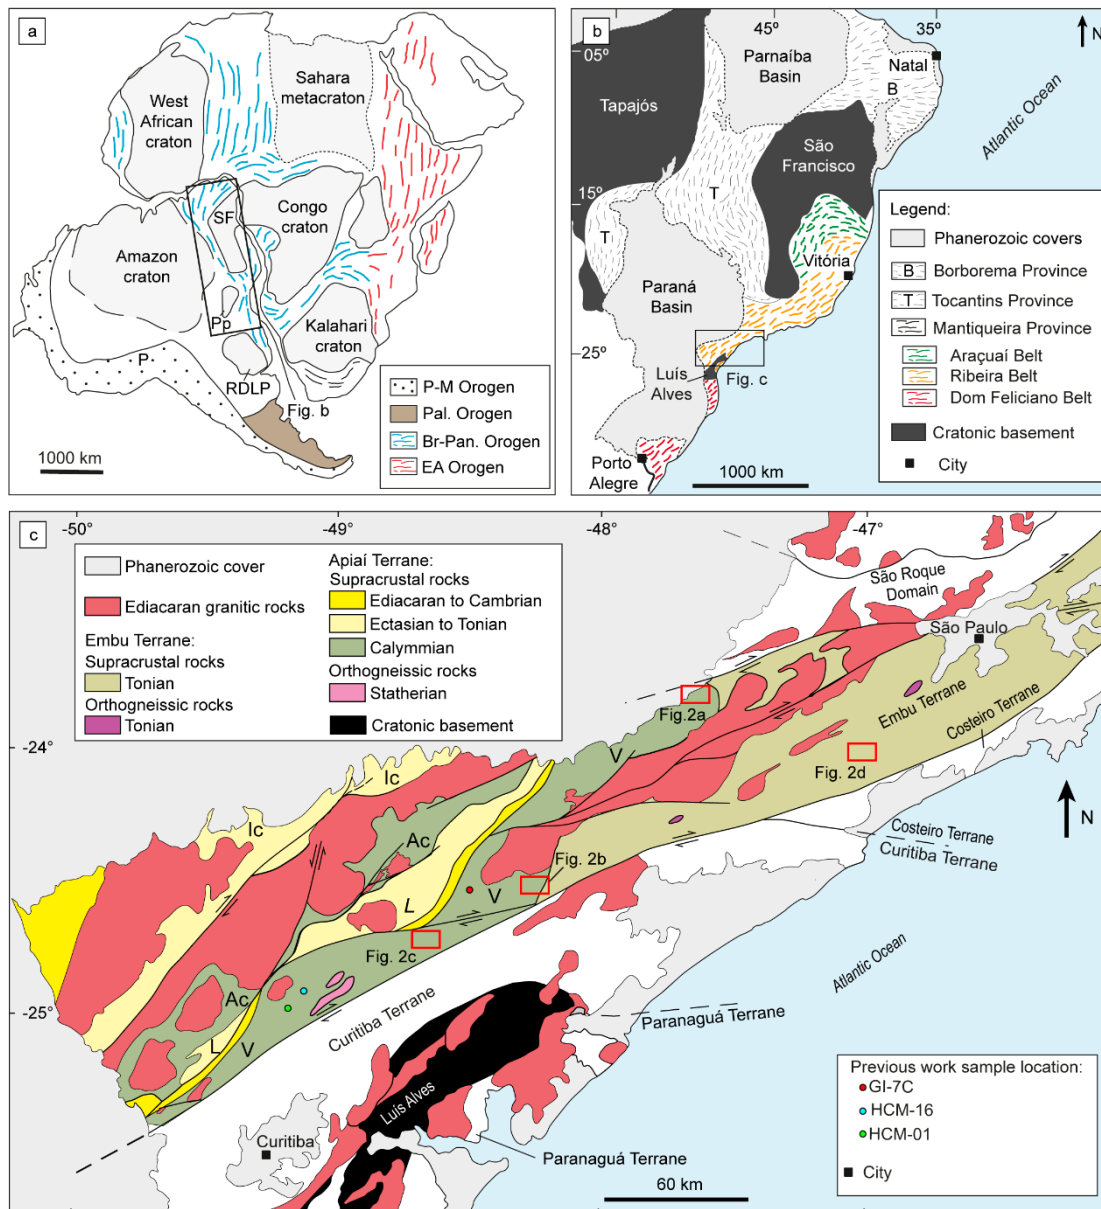 a
West
African
craton
Sahara
metacraton
SF
Congo
craton
Amazon
craton
Pp
Kalahari
craton
P
RDLP
Fig. b
1000 km
P-M Orogen
Pal. Orogen
Br-Pan. Orogen
EA Orogen
b
45º
35º
N
05º
Parnaíba
Basin
Natal
B
Tapajós
Atlantic Ocean
São
Francisco
15º
T
T
Vitória
Paraná
Basin
25º
Luís
Alves
Fig. c
Porto
Alegre
1000 km
Legend:
Phanerozoic covers
B
Borborema Province
T
Tocantins Province
Mantiqueira Province
Araçuaí Belt
Ribeira Belt
Dom Feliciano Belt
Cratonic basement
City
c
-50°
-49°
-48°
-47°
Phanerozoic cover
Ediacaran granitic rocks
Embu Terrane:
Supracrustal rocks
Tonian
Orthogneissic rocks
Tonian
Apiaí Terrane:
Supracrustal rocks
Ediacaran to Cambrian
Ectasian to Tonian
Calymmian
Orthogneissic rocks
Statherian
Cratonic basement
São Roque
Domain
São Paulo
Fig.2a
Embu Terrane
Costeiro Terrane
-24°
V
Fig. 2d
Ic
Ic
N
Ac
Costeiro Terrane
Curitiba Terrane
Fig. 2b
V
L
Fig. 2c
Atlantic Ocean
Ac
-25°
Curitiba Terrane
Paranaguá Terrane
L
V
Luís Alves
Curitiba
Paranaguá Terrane
60 km
Previous work sample location:
GI-7C
HCM-16
HCM-01
City